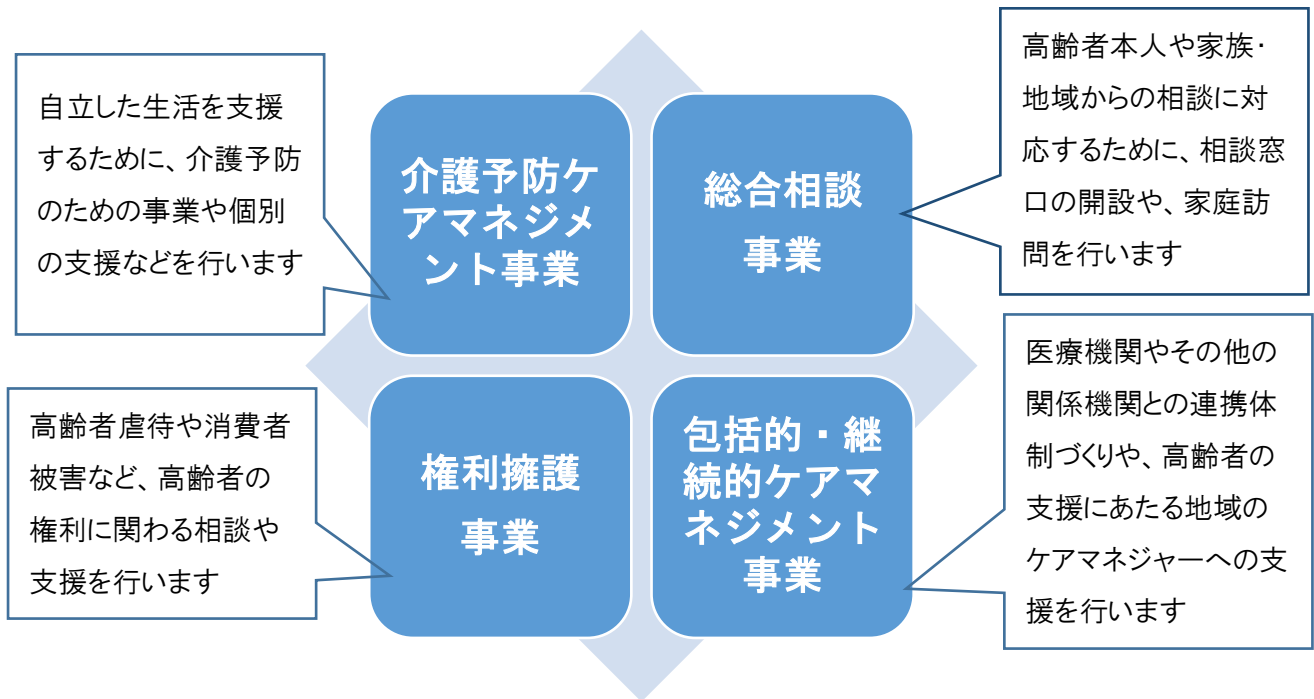 自立した生活を支援
するために、介護予防
のための事業や個別
の支援などを行います
介護予防ケ
アマネジメ
ント事業
総合相談
事業
高齢者本人や家族・
地域からの相談に対
応するために、相談窓
口の開設や、家庭訪
問を行います
高齢者虐待や消費者
被害など、高齢者の
権利に関わる相談や
支援を行います
権利擁護
事業
包括的・継
続的ケアマ
ネジメント
事業
医療機関やその他の
関係機関との連携体
制づくりや、高齢者の
支援にあたる地域の
ケアマネジャーへの支
援を行います